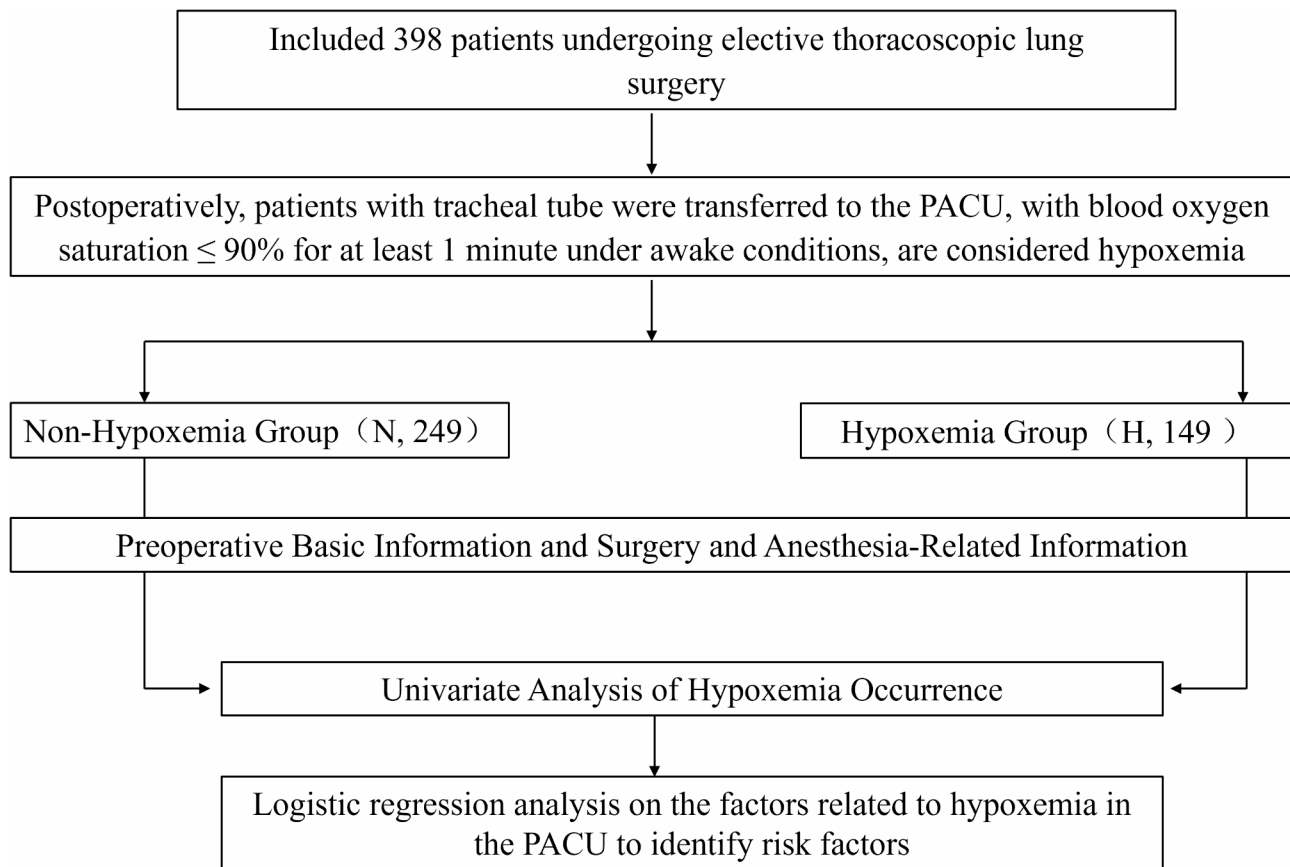 Included 398 patients undergoing elective thoracoscopic lung
surgery
Postoperatively, patients with tracheal tube were transferred to the PACU, with blood oxygen
saturation ≤ 90% for at least 1 minute under awake conditions, are considered hypoxemia
Non-Hypoxemia Group（N, 249）
Hypoxemia Group（H, 149 ）
Preoperative Basic Information and Surgery and Anesthesia-Related Information
Univariate Analysis of Hypoxemia Occurrence
Logistic regression analysis on the factors related to hypoxemia in
the PACU to identify risk factors